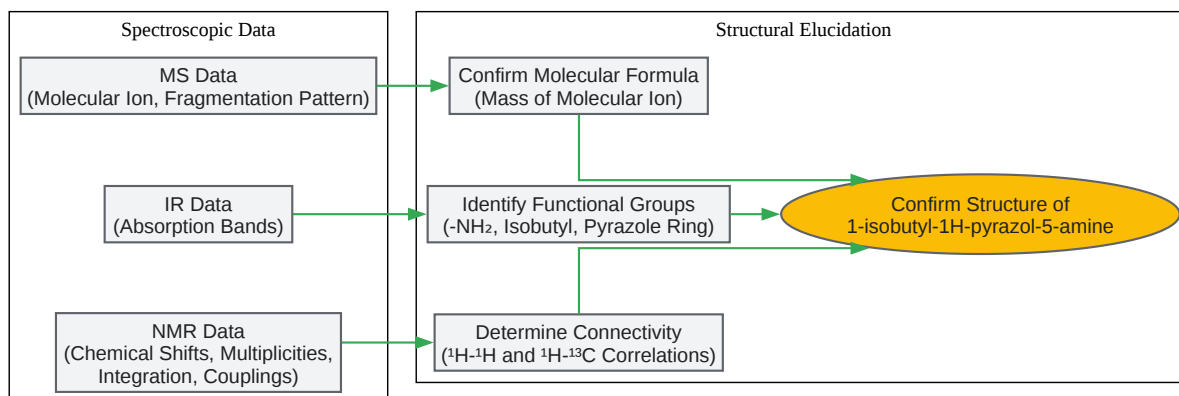 Spectroscopic Data
Structural Elucidation
MS Data
(Molecular Ion, Fragmentation Pattern)
Confirm Molecular Formula
(Mass of Molecular Ion)
IR Data
(Absorption Bands)
Identify Functional Groups
(-NH₂, Isobutyl, Pyrazole Ring)
Confirm Structure of
1-isobutyl-1H-pyrazol-5-amine
NMR Data
(Chemical Shifts, Multiplicities,
Integration, Couplings)
Determine Connectivity
(¹H-¹H and ¹H-¹³C Correlations)